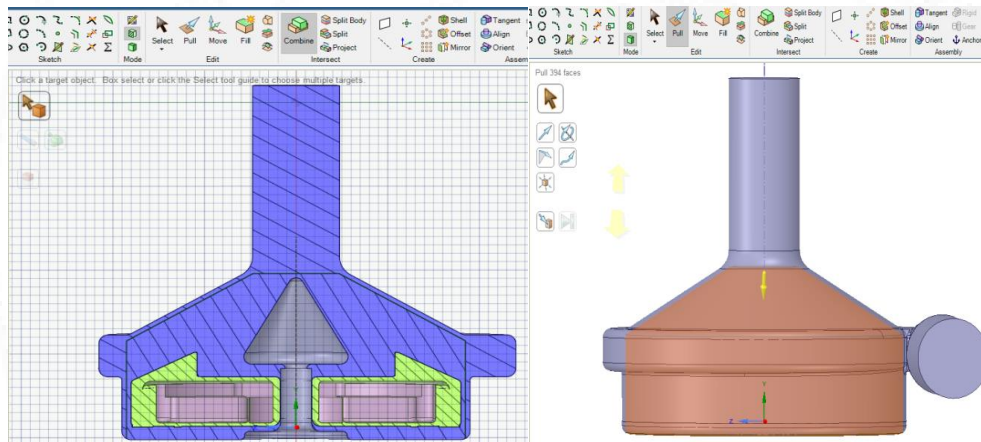 Select Pull Move Fill Combine Split Body Split Project Shell Offset Mirror Tangent Align Orient
Sketch Mode Edit Intersect Create Assem
Click a target object. Box select or click the Select tool guide to choose multiple targets.
Select Pull Move Fill Combine Split Body Split Project Shell Offset Mirror Tangent Align Orient Rigid Gear Anchor
Sketch Mode Edit Intersect Create Assembly
Pull 394 faces
Y
Z